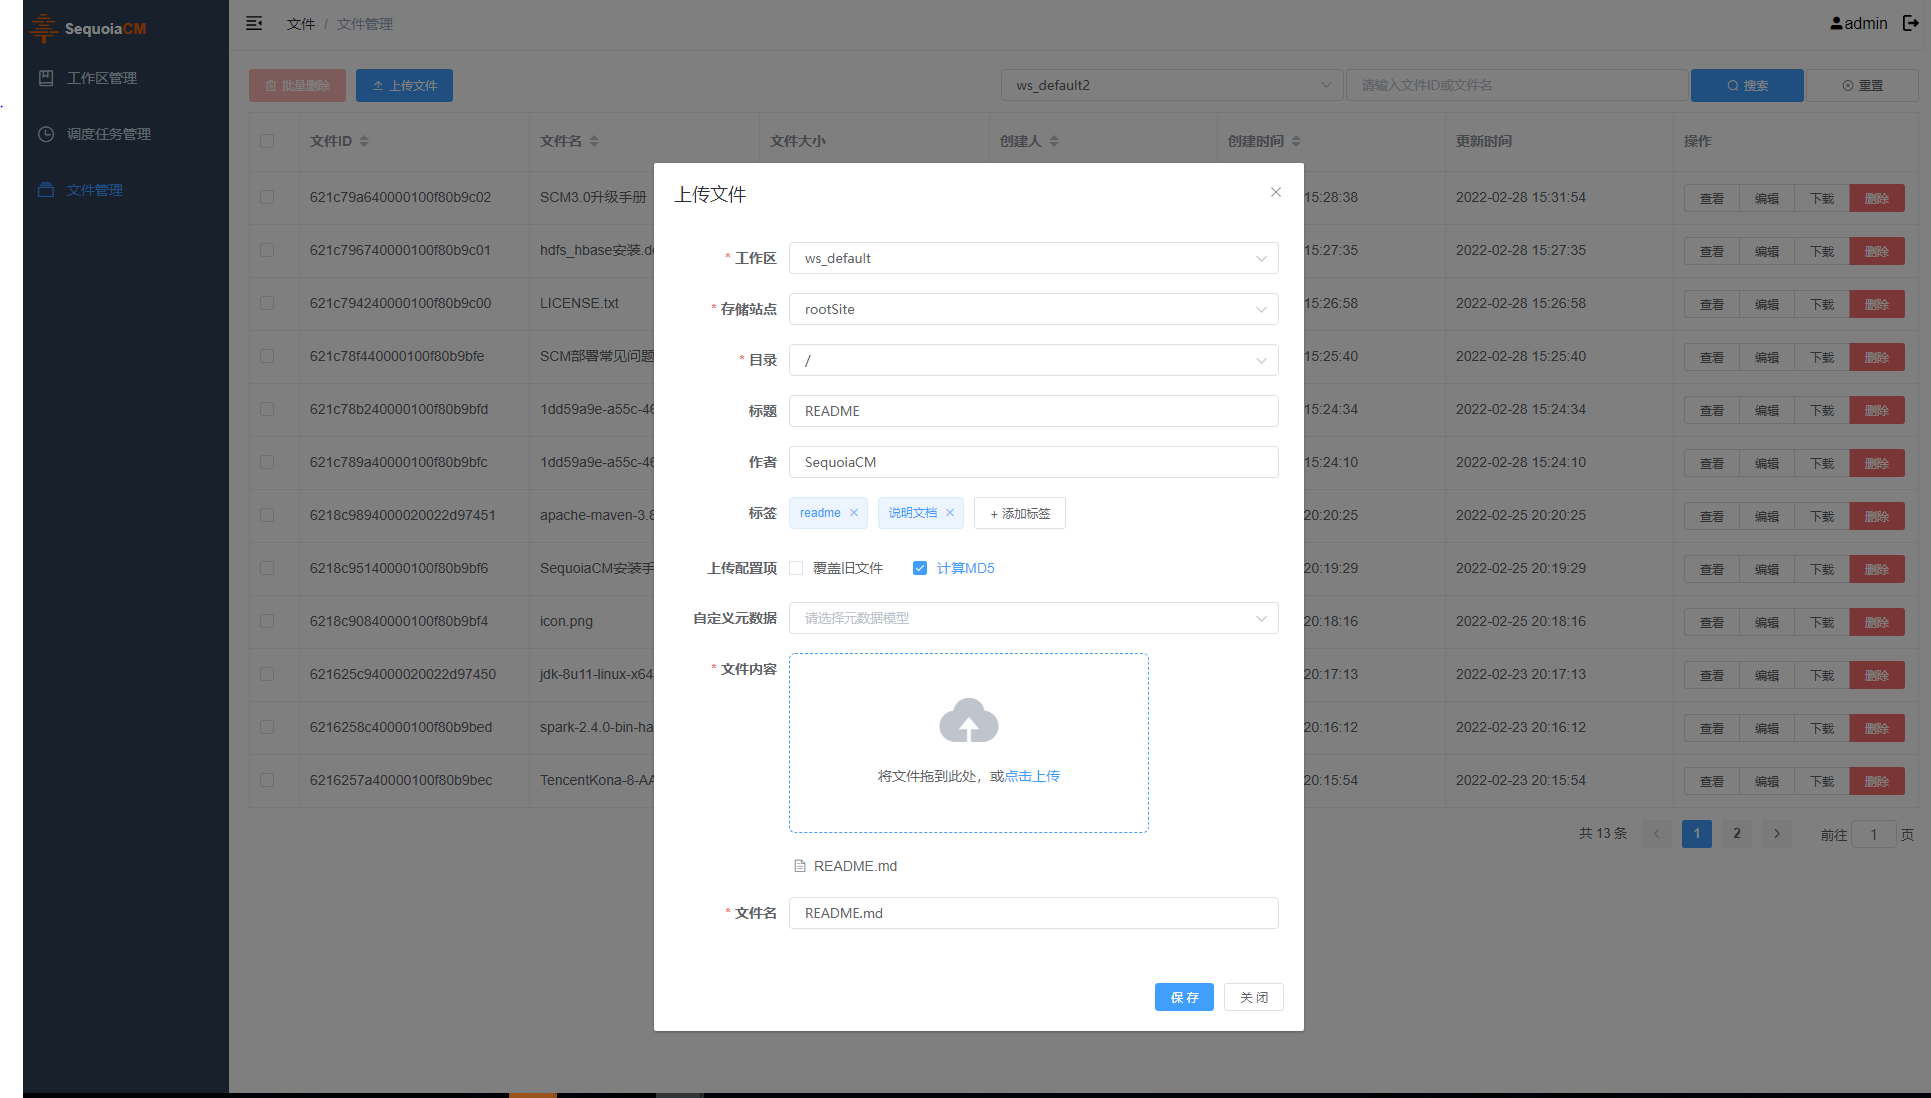 SequoiaCM
文件 / 文件管理
admin
工作区管理
调度任务管理
文件管理
批量删除 上传文件 ws_default2 请输入文件ID或文件名 搜索 重置
文件ID 文件名 文件大小 创建人 创建时间 更新时间 操作
621c79a640000100f80b9c02 SCM3.0升级手册 15:28:38 2022-02-28 15:31:54 查看 编辑 下载 删除
621c796740000100f80b9c01 hdfs_hbase安装.d 15:27:35 2022-02-28 15:27:35 查看 编辑 下载 删除
621c794240000100f80b9c00 LICENSE.txt 15:26:58 2022-02-28 15:26:58 查看 编辑 下载 删除
621c78f440000100f80b9bfe SCM部署常见问题 15:25:40 2022-02-28 15:25:40 查看 编辑 下载 删除
621c78b240000100f80b9bfd 1dd59a9e-a55c-46 15:24:34 2022-02-28 15:24:34 查看 编辑 下载 删除
621c789a40000100f80b9bfc 1dd59a9e-a55c-46 15:24:10 2022-02-28 15:24:10 查看 编辑 下载 删除
6218c9894000020022d97451 apache-maven-3.8 20:20:25 2022-02-25 20:20:25 查看 编辑 下载 删除
6218c95140000100f80b9bf6 SequoiaCM安装手 20:19:29 2022-02-25 20:19:29 查看 编辑 下载 删除
6218c90840000100f80b9bf4 icon.png 20:18:16 2022-02-25 20:18:16 查看 编辑 下载 删除
621625c94000020022d97450 jdk-8u11-linux-x64 20:17:13 2022-02-23 20:17:13 查看 编辑 下载 删除
6216258c40000100f80b9bed spark-2.4.0-bin-ha 20:16:12 2022-02-23 20:16:12 查看 编辑 下载 删除
6216257a40000100f80b9bec TencentKona-8-AA 20:15:54 2022-02-23 20:15:54 查看 编辑 下载 删除
共 13 条 1 2 前往 1 页
上传文件
* 工作区 ws_default
* 存储站点 rootSite
* 目录 /
标题 README
作者 SequoiaCM
标签 readme 说明文档 + 添加标签
上传配置项 覆盖旧文件 计算MD5
自定义元数据 请选择元数据模型
* 文件内容
将文件拖到此处，或点击上传
README.md
* 文件名 README.md
保存 关闭